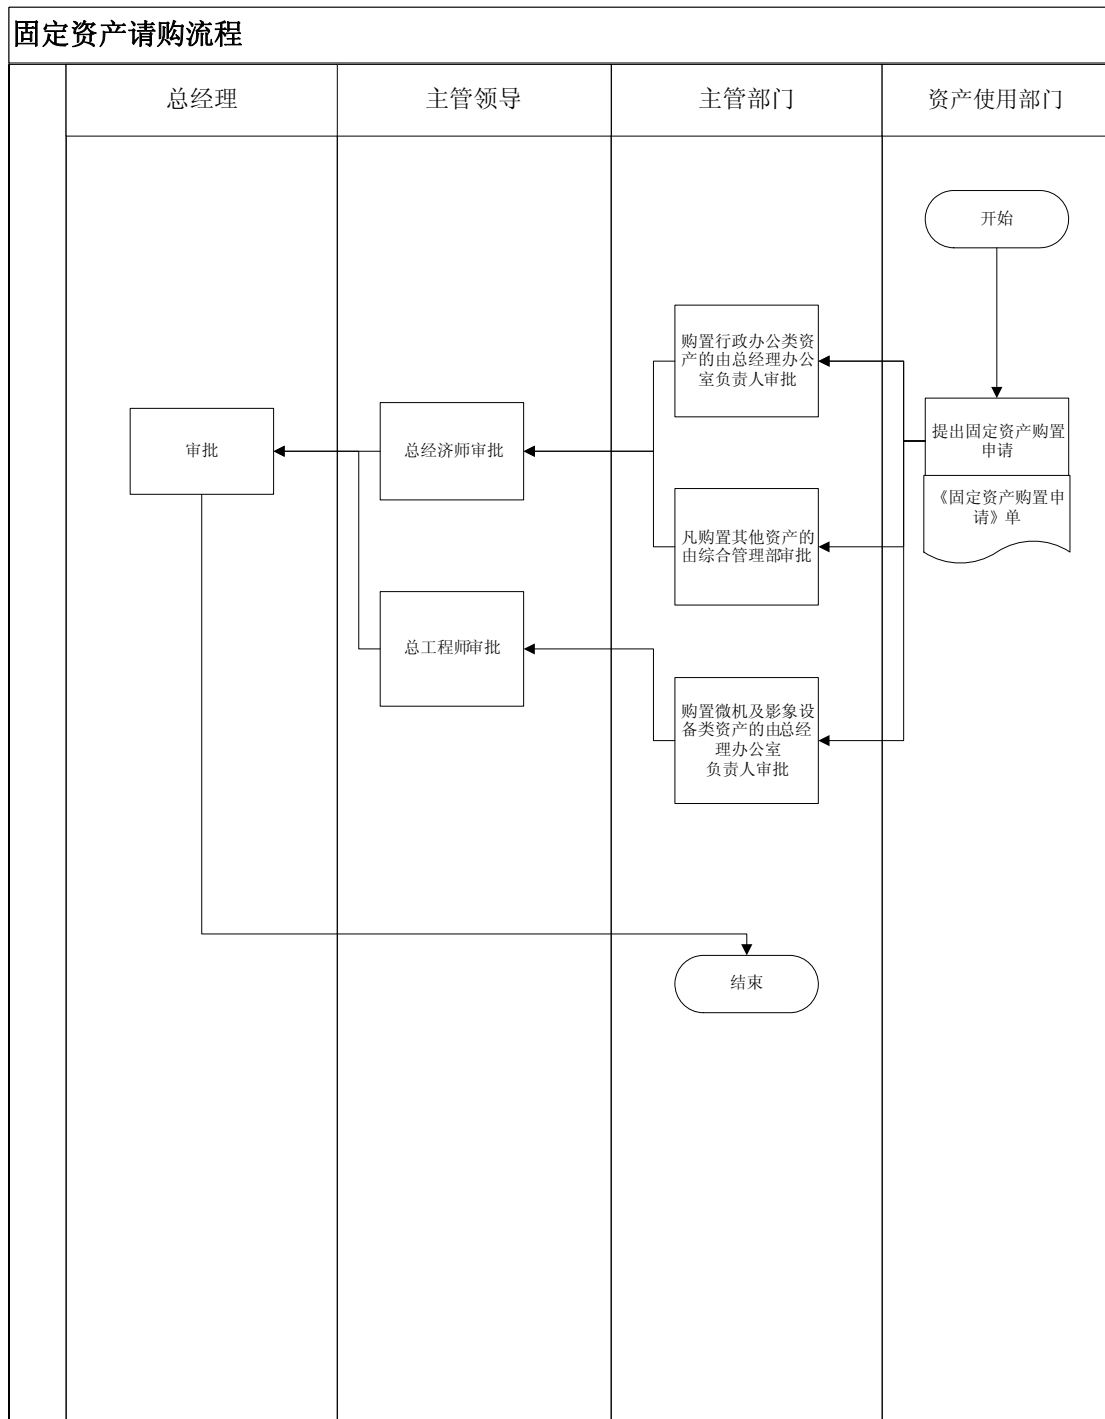 固定资产请购流程
总经理
主管领导
主管部门
资产使用部门
开始
购置行政办公类资
产的由总经理办公
室负责人审批
提出固定资产购置
申请
《固定资产购置申
请》单
审批
总经济师审批
凡购置其他资产的
由综合管理部审批
总工程师审批
购置微机及影象设
备类资产的由总经
理办公室
负责人审批
结束